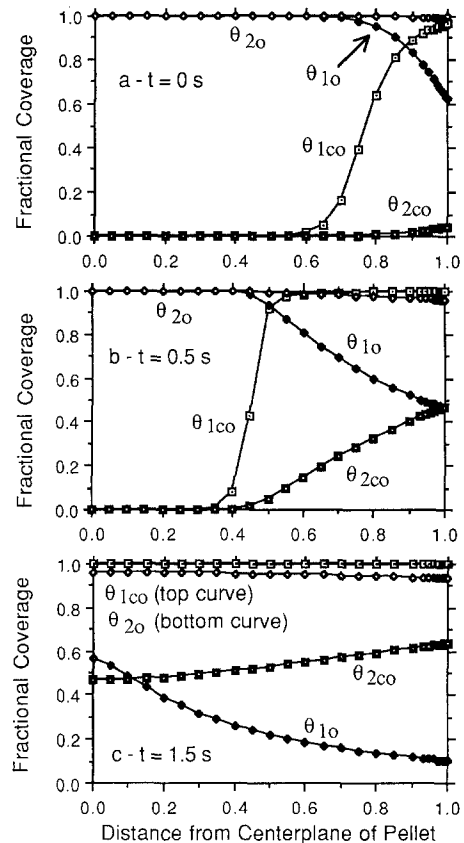 Fractional Coverage
1.0
0.8
0.6
0.4
0.2
0.0
θ2o
θ1o
a - t = 0 s
θ1co
θ2co
0.0 0.2 0.4 0.6 0.8 1.0
Fractional Coverage
1.0
0.8
0.6
0.4
0.2
0.0
θ2o
θ1o
b - t = 0.5 s
θ1co
θ2co
0.0 0.2 0.4 0.6 0.8 1.0
Fractional Coverage
1.0
0.8
0.6
0.4
0.2
0.0
θ1co (top curve)
θ2o (bottom curve)
θ2co
θ1o
c - t = 1.5 s
0.0 0.2 0.4 0.6 0.8 1.0
Distance from Centerplane of Pellet